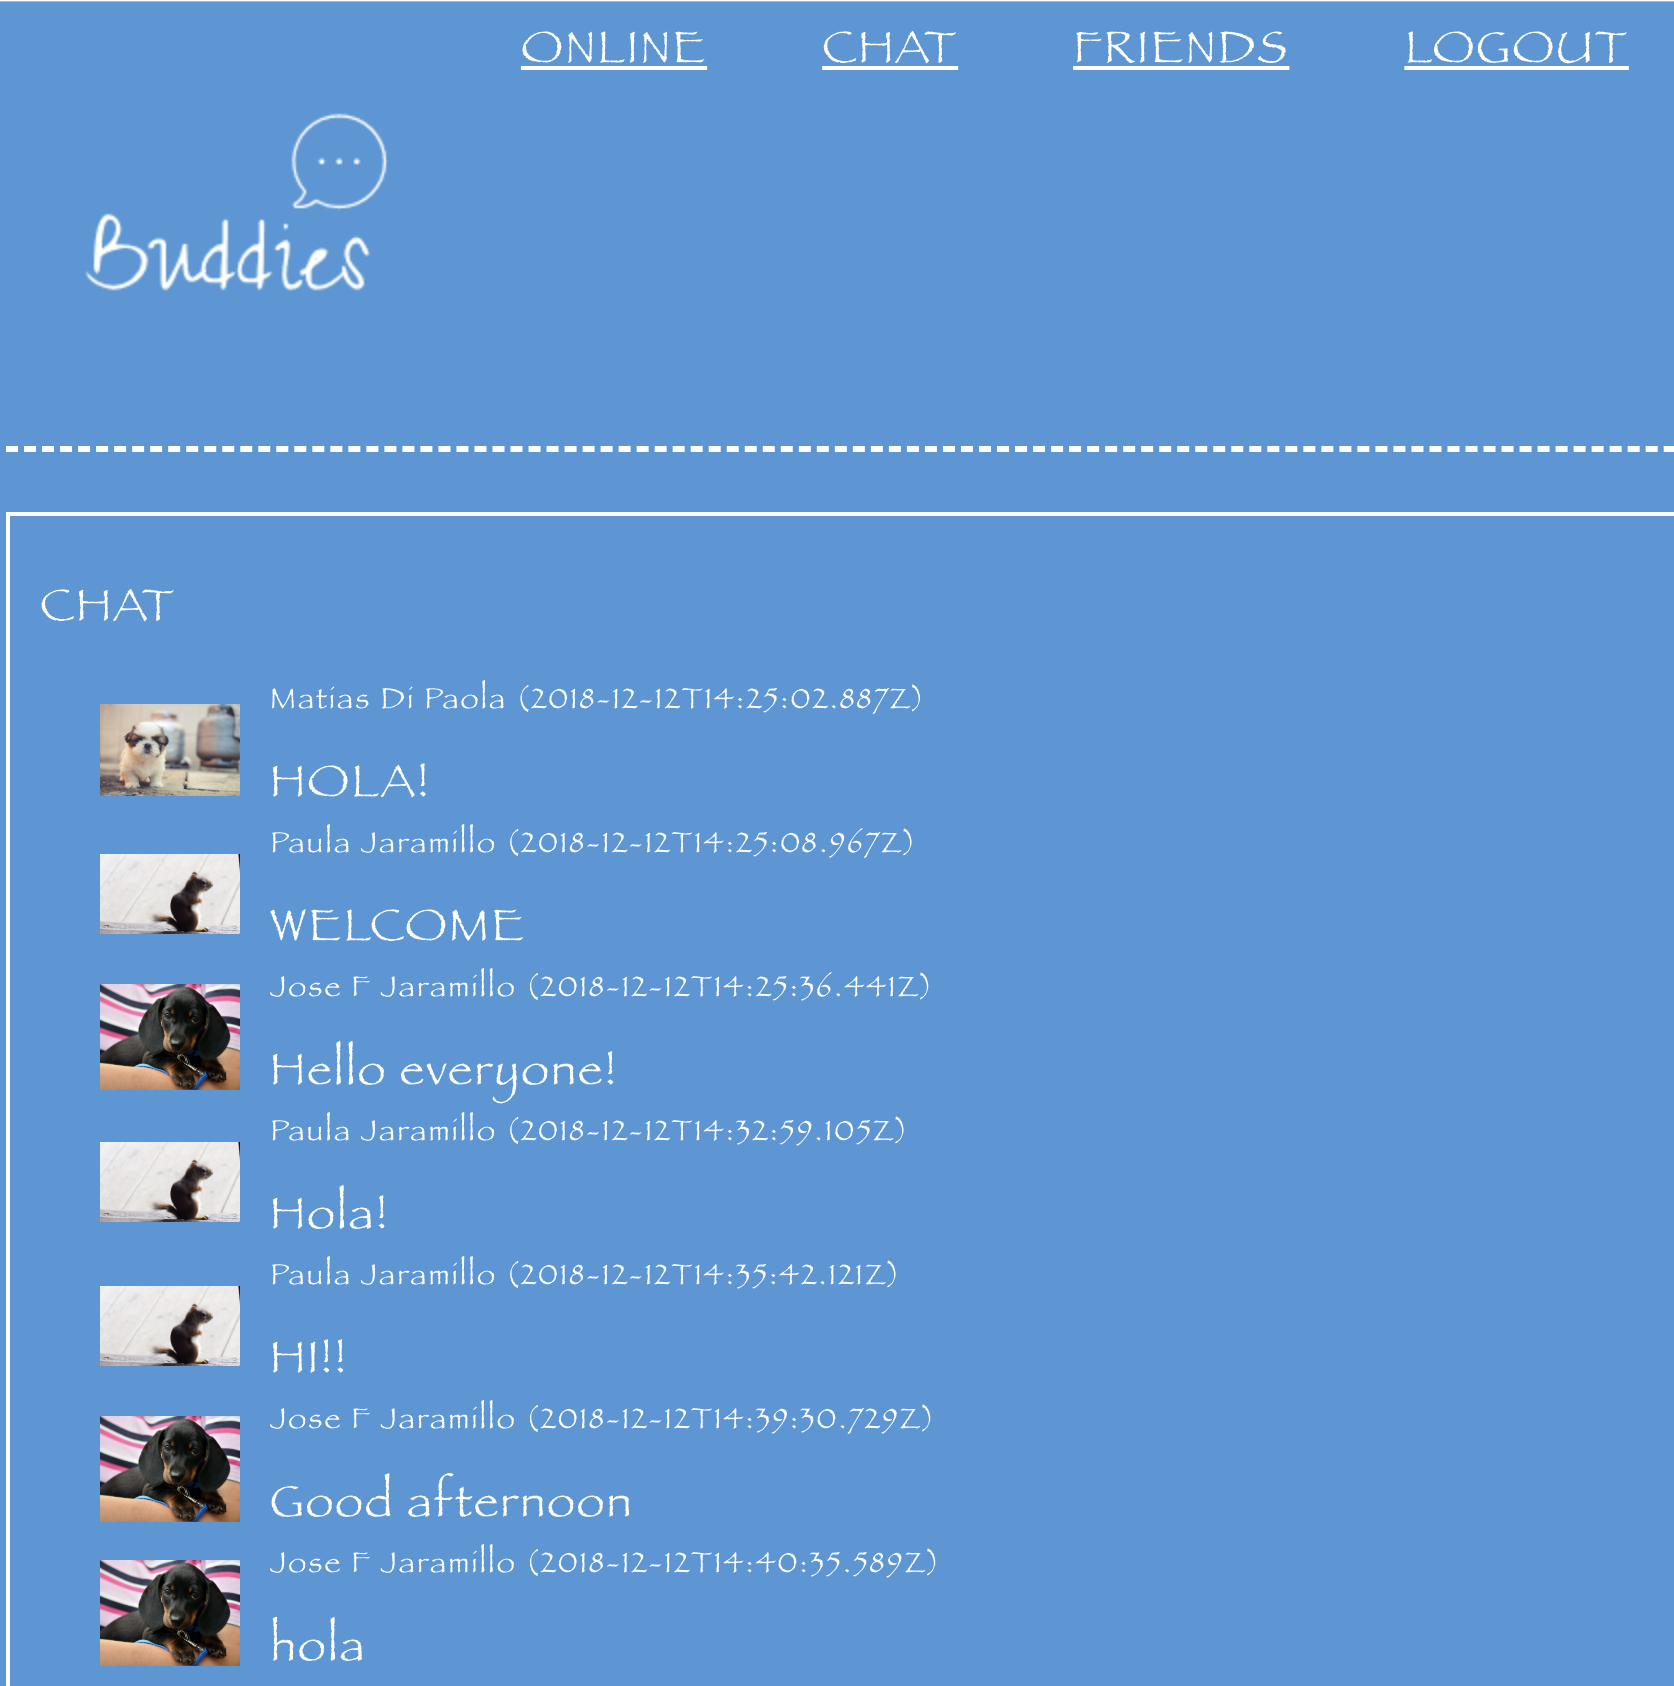 ONLINE CHAT FRIENDS LOGOUT
Buddies
CHAT
Matias Di Paola (2018-12-12T14:25:02.887Z)
HOLA!
Paula Jaramillo (2018-12-12T14:25:08.967Z)
WELCOME
Jose F Jaramillo (2018-12-12T14:25:36.441Z)
Hello everyone!
Paula Jaramillo (2018-12-12T14:32:59.105Z)
Hola!
Paula Jaramillo (2018-12-12T14:35:42.121Z)
HI!!
Jose F Jaramillo (2018-12-12T14:39:30.729Z)
Good afternoon
Jose F Jaramillo (2018-12-12T14:40:35.589Z)
hola